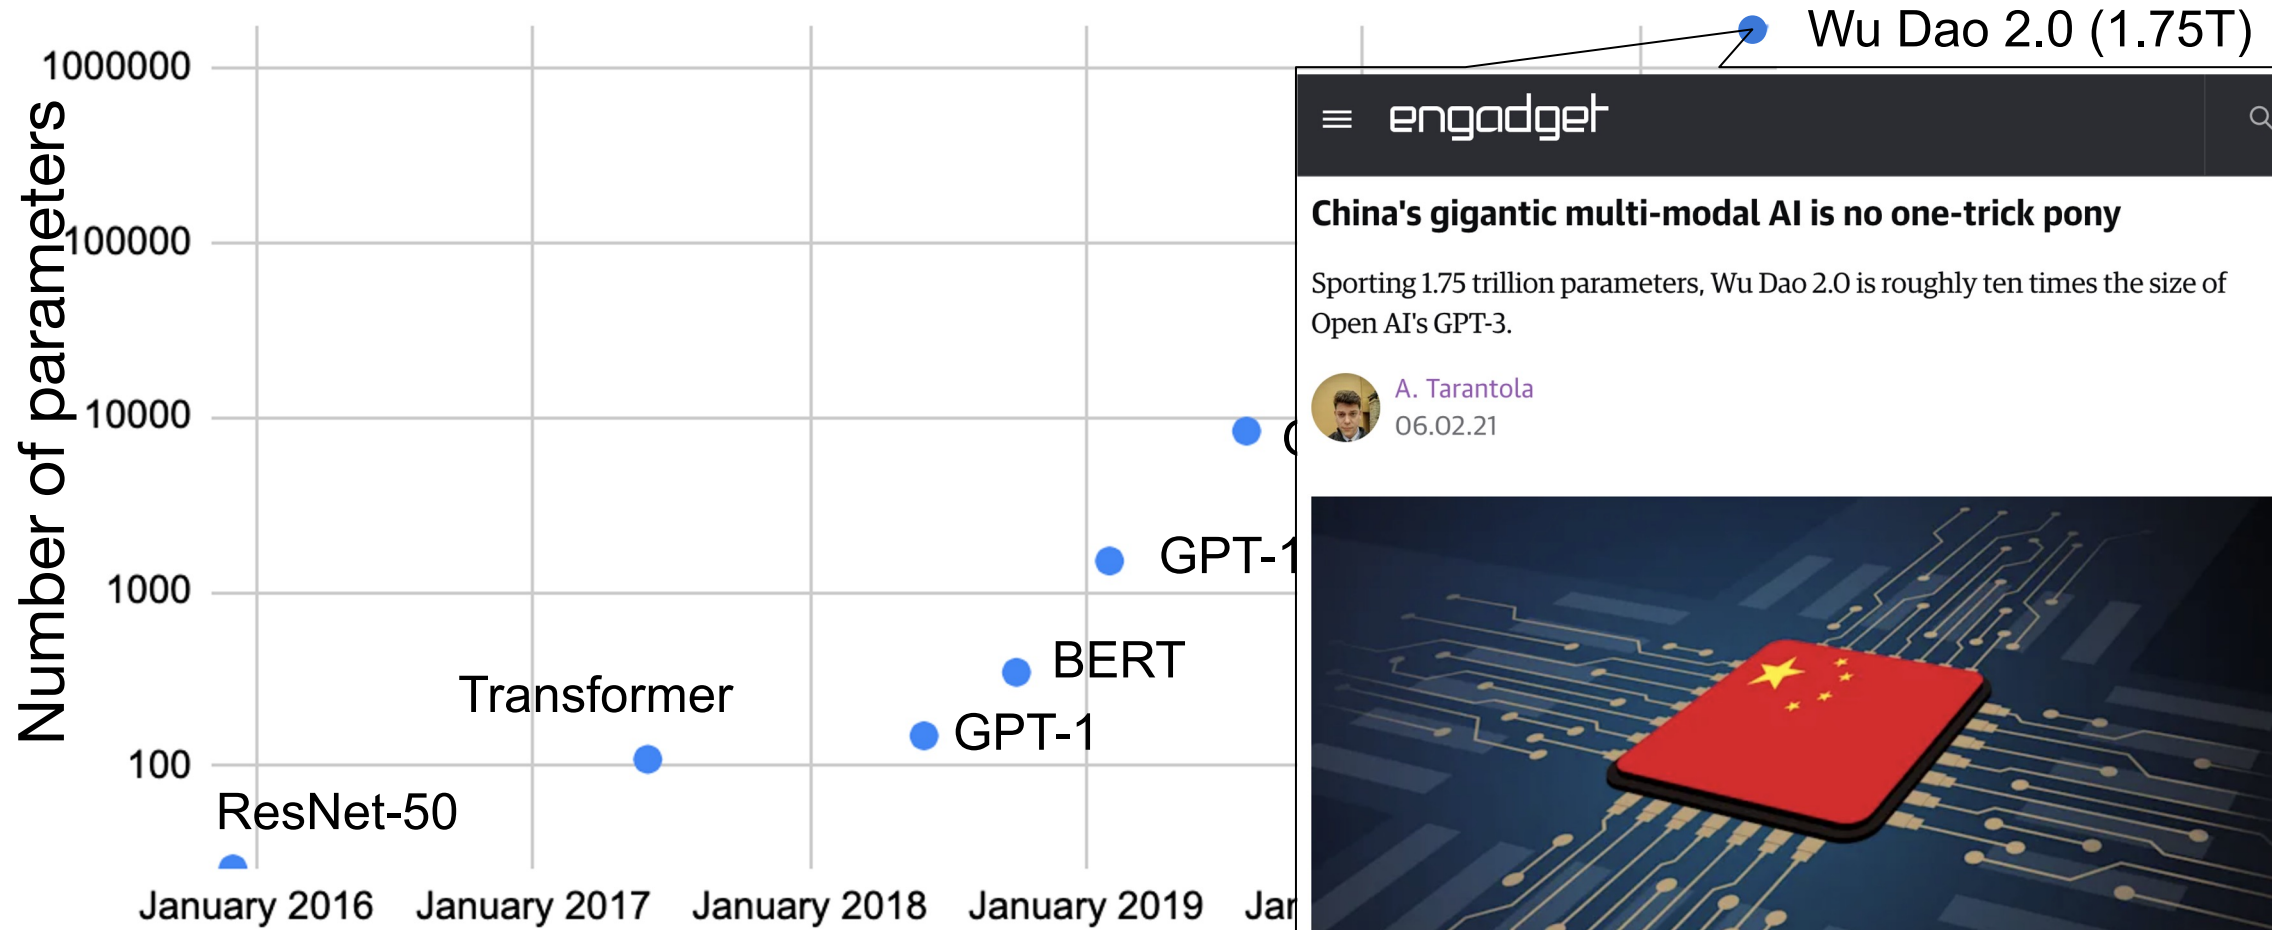 Wu Dao 2.0 (1.75T)
1000000
100000
10000
1000
100
Number of parameters
ResNet-50
Transformer
GPT-1
BERT
GPT-1
January 2016
January 2017
January 2018
January 2019
Jar
engadget
China's gigantic multi-modal AI is no one-trick pony
Sporting 1.75 trillion parameters, Wu Dao 2.0 is roughly ten times the size of
Open AI's GPT-3.
A. Tarantola
06.02.21